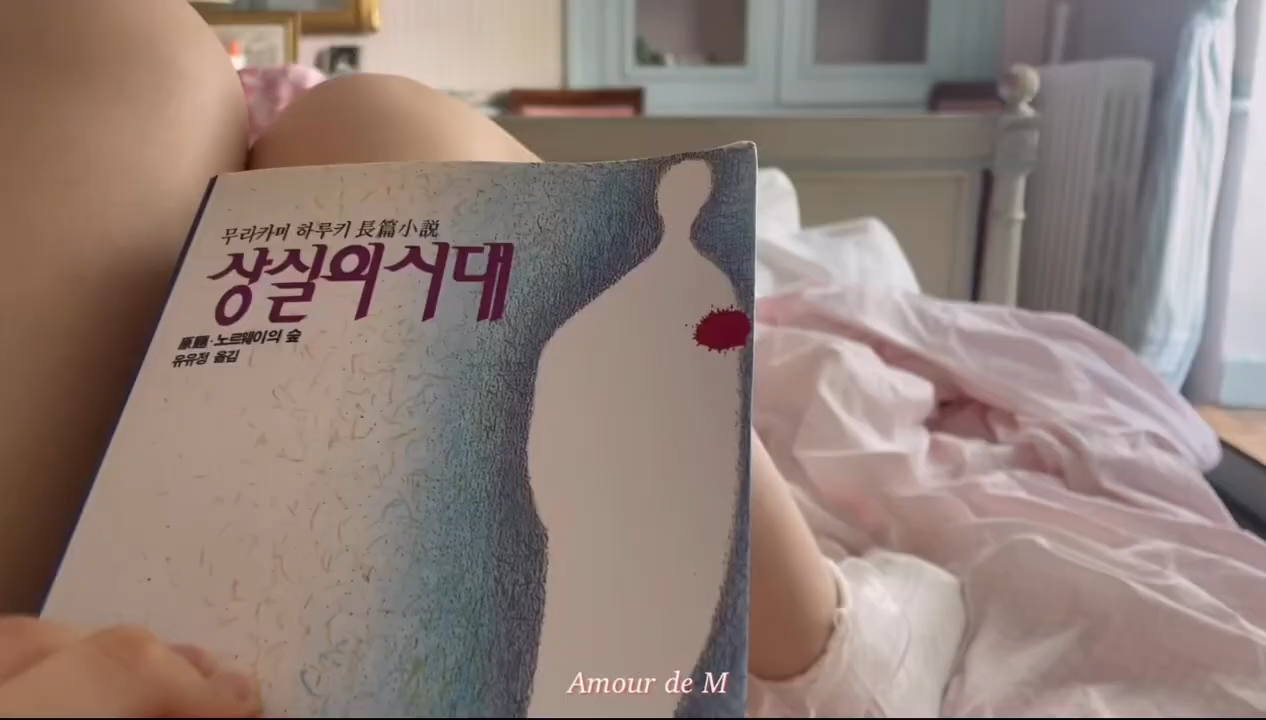 무라카미 하루키 長篇小説
상실의 시대
原題·노르웨이의 숲
유유정 옮김
Amour de M